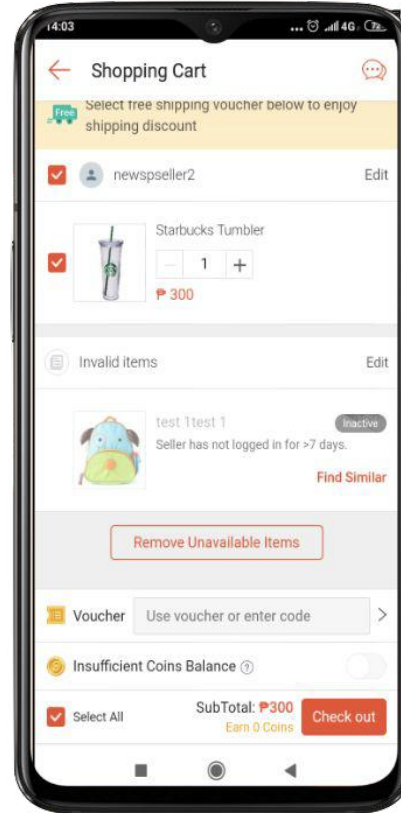 14:03
... 4G 72
Shopping Cart
Free
Select free shipping voucher below to enjoy
shipping discount
newspseller2 Edit
Starbucks Tumbler
1 +
₱ 300
Invalid items Edit
test 1test 1 Inactive
Seller has not logged in for >7 days.
Find Similar
Remove Unavailable Items
Voucher Use voucher or enter code >
Insufficient Coins Balance ?
Select All SubTotal: ₱300 Check out
Earn 0 Coins